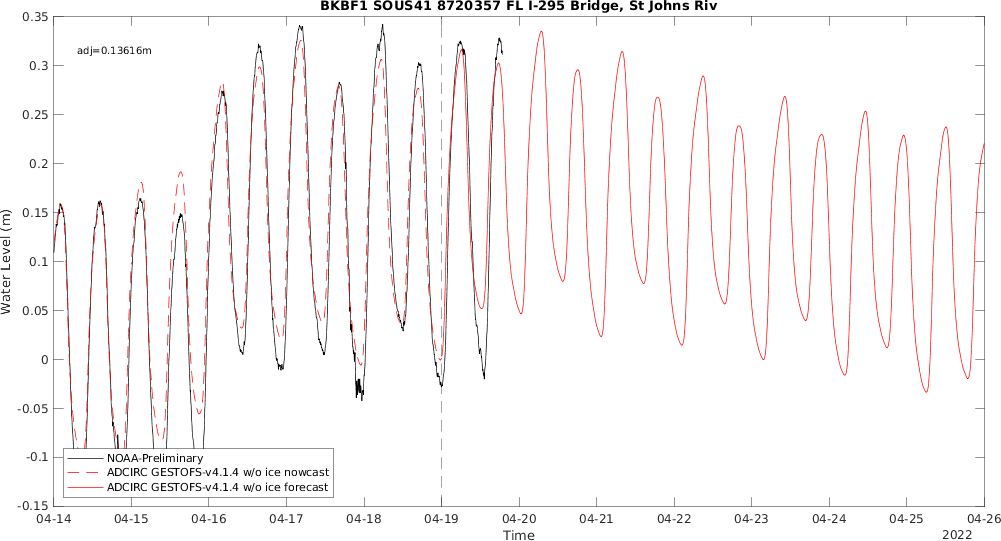 BKBF1 SOUS41 8720357 FL I-295 Bridge, St Johns Riv
adj=0.13616m
0.35
0.3
0.25
0.2
0.15
0.1
0.05
0
-0.05
-0.1
-0.15
Water Level (m)
NOAA-Preliminary
ADCIRC GESTOFS-v4.1.4 w/o ice nowcast
ADCIRC GESTOFS-v4.1.4 w/o ice forecast
04-14 04-15 04-16 04-17 04-18 04-19 04-20 04-21 04-22 04-23 04-24 04-25 04-26
Time
2022